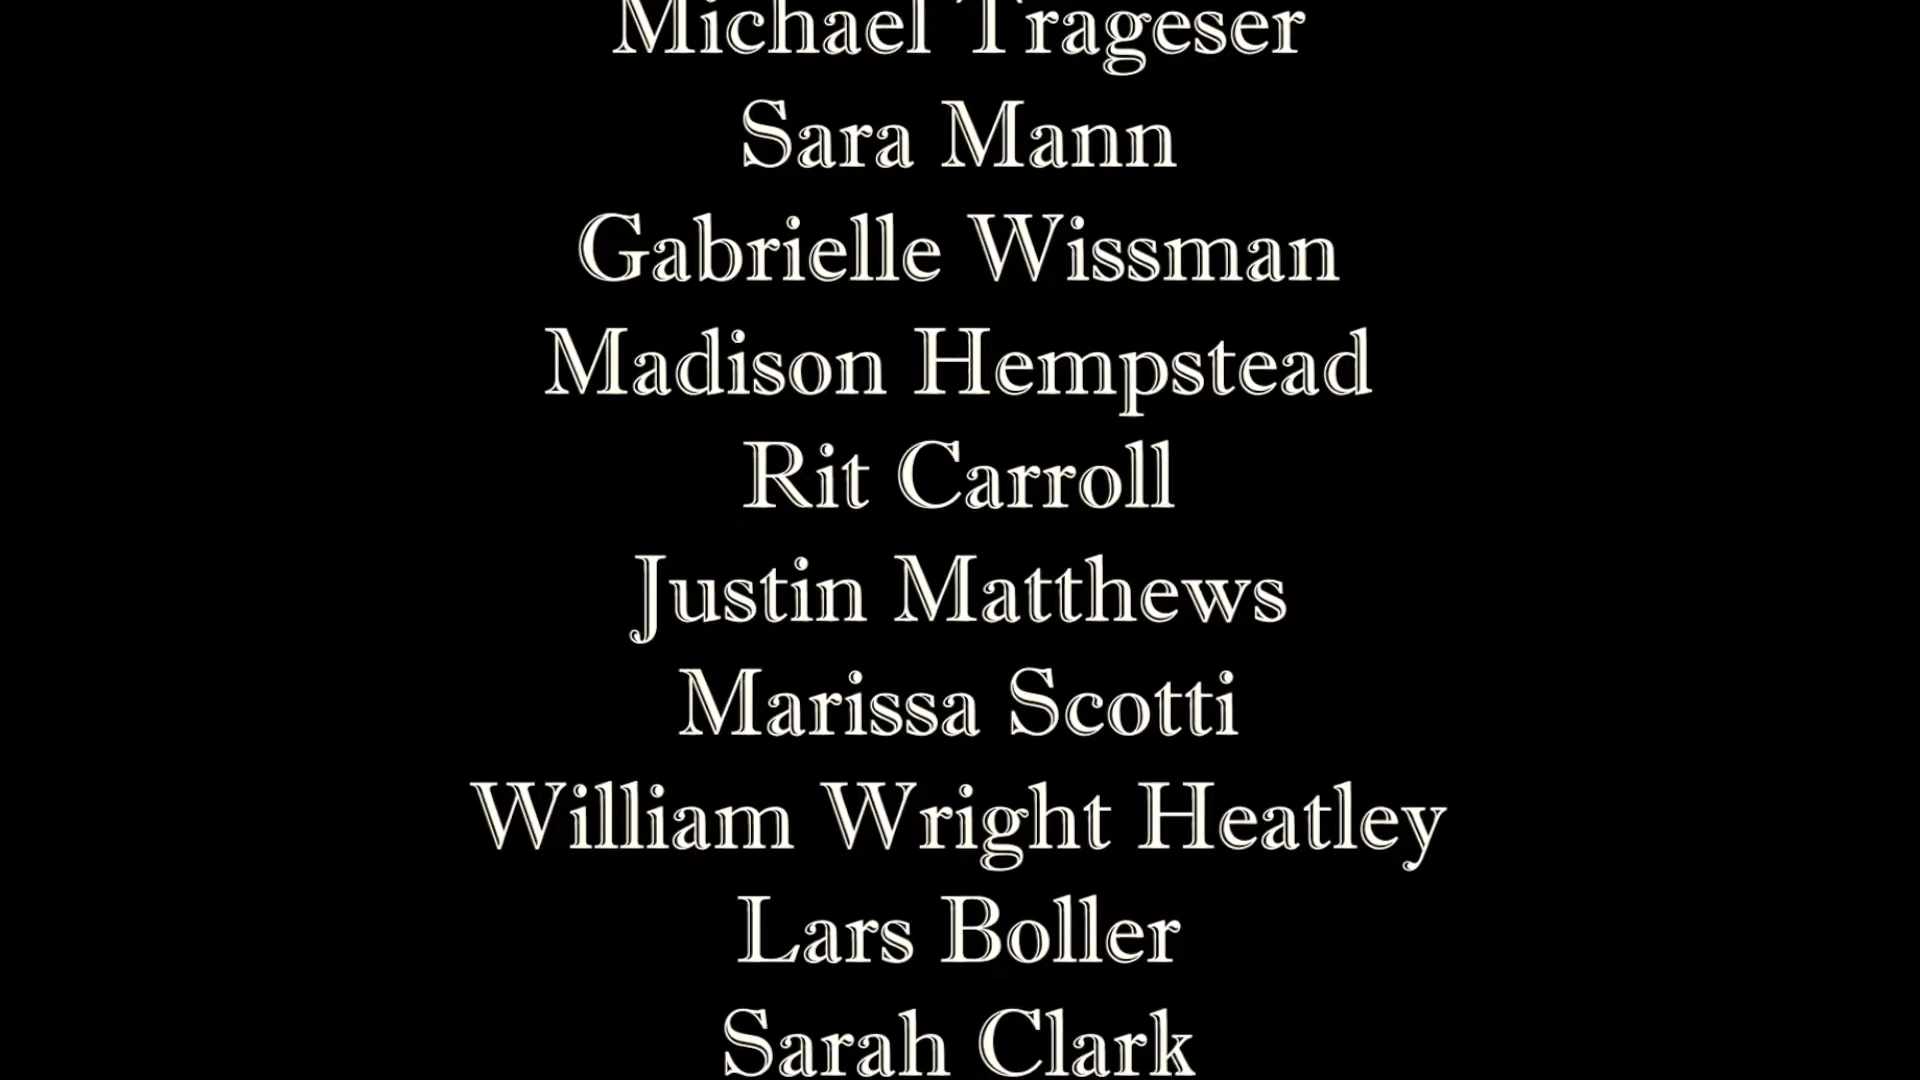 Michael Trageser
Sara Mann
Gabrielle Wissman
Madison Hempstead
Rit Carroll
Justin Matthews
Marissa Scotti
William Wright Heatley
Lars Boller
Sarah Clark